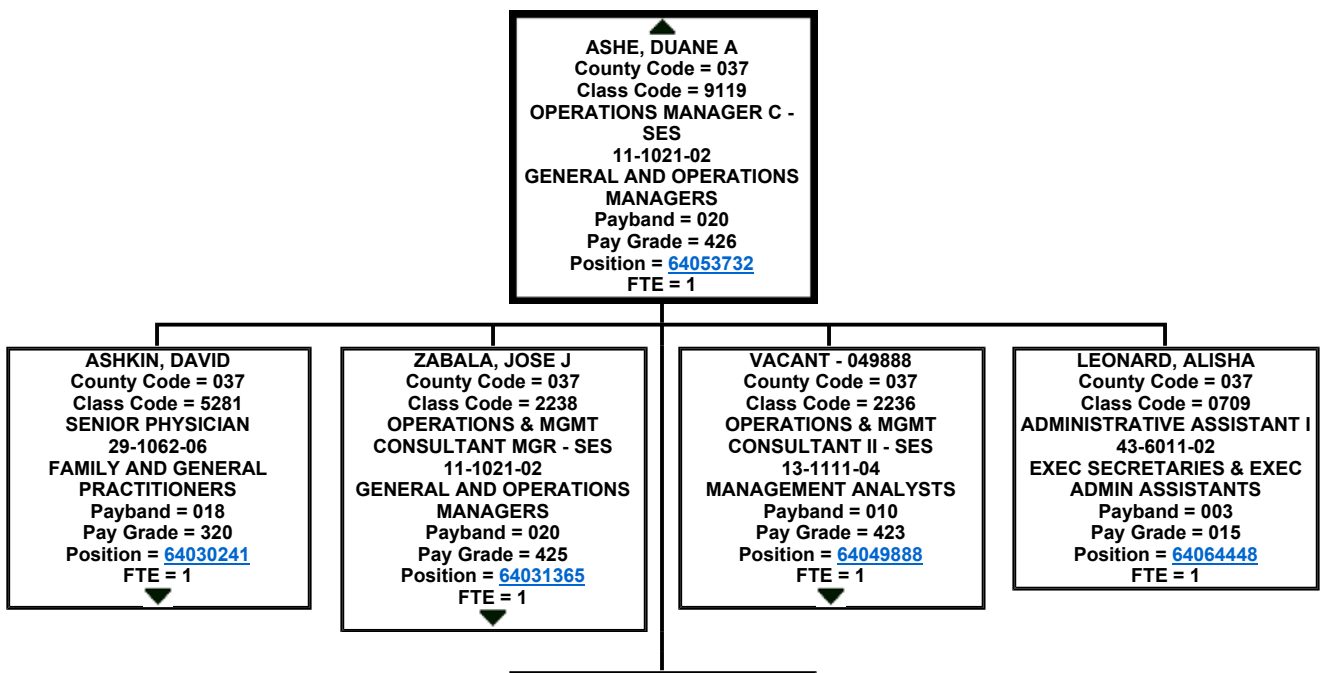 ASHE, DUANE A
County Code = 037
Class Code = 9119
OPERATIONS MANAGER C -
SES
11-1021-02
GENERAL AND OPERATIONS
MANAGERS
Payband = 020
Pay Grade = 426
Position = 64053732
FTE = 1
ASHKIN, DAVID
County Code = 037
Class Code = 5281
SENIOR PHYSICIAN
29-1062-06
FAMILY AND GENERAL
PRACTITIONERS
Payband = 018
Pay Grade = 320
Position = 64030241
FTE = 1
ZABALA, JOSE J
County Code = 037
Class Code = 2238
OPERATIONS & MGMT
CONSULTANT MGR - SES
11-1021-02
GENERAL AND OPERATIONS
MANAGERS
Payband = 020
Pay Grade = 425
Position = 64031365
FTE = 1
VACANT - 049888
County Code = 037
Class Code = 2236
OPERATIONS & MGMT
CONSULTANT II - SES
13-1111-04
MANAGEMENT ANALYSTS
Payband = 010
Pay Grade = 423
Position = 64049888
FTE = 1
LEONARD, ALISHA
County Code = 037
Class Code = 0709
ADMINISTRATIVE ASSISTANT I
43-6011-02
EXEC SECRETARIES & EXEC
ADMIN ASSISTANTS
Payband = 003
Pay Grade = 015
Position = 64064448
FTE = 1